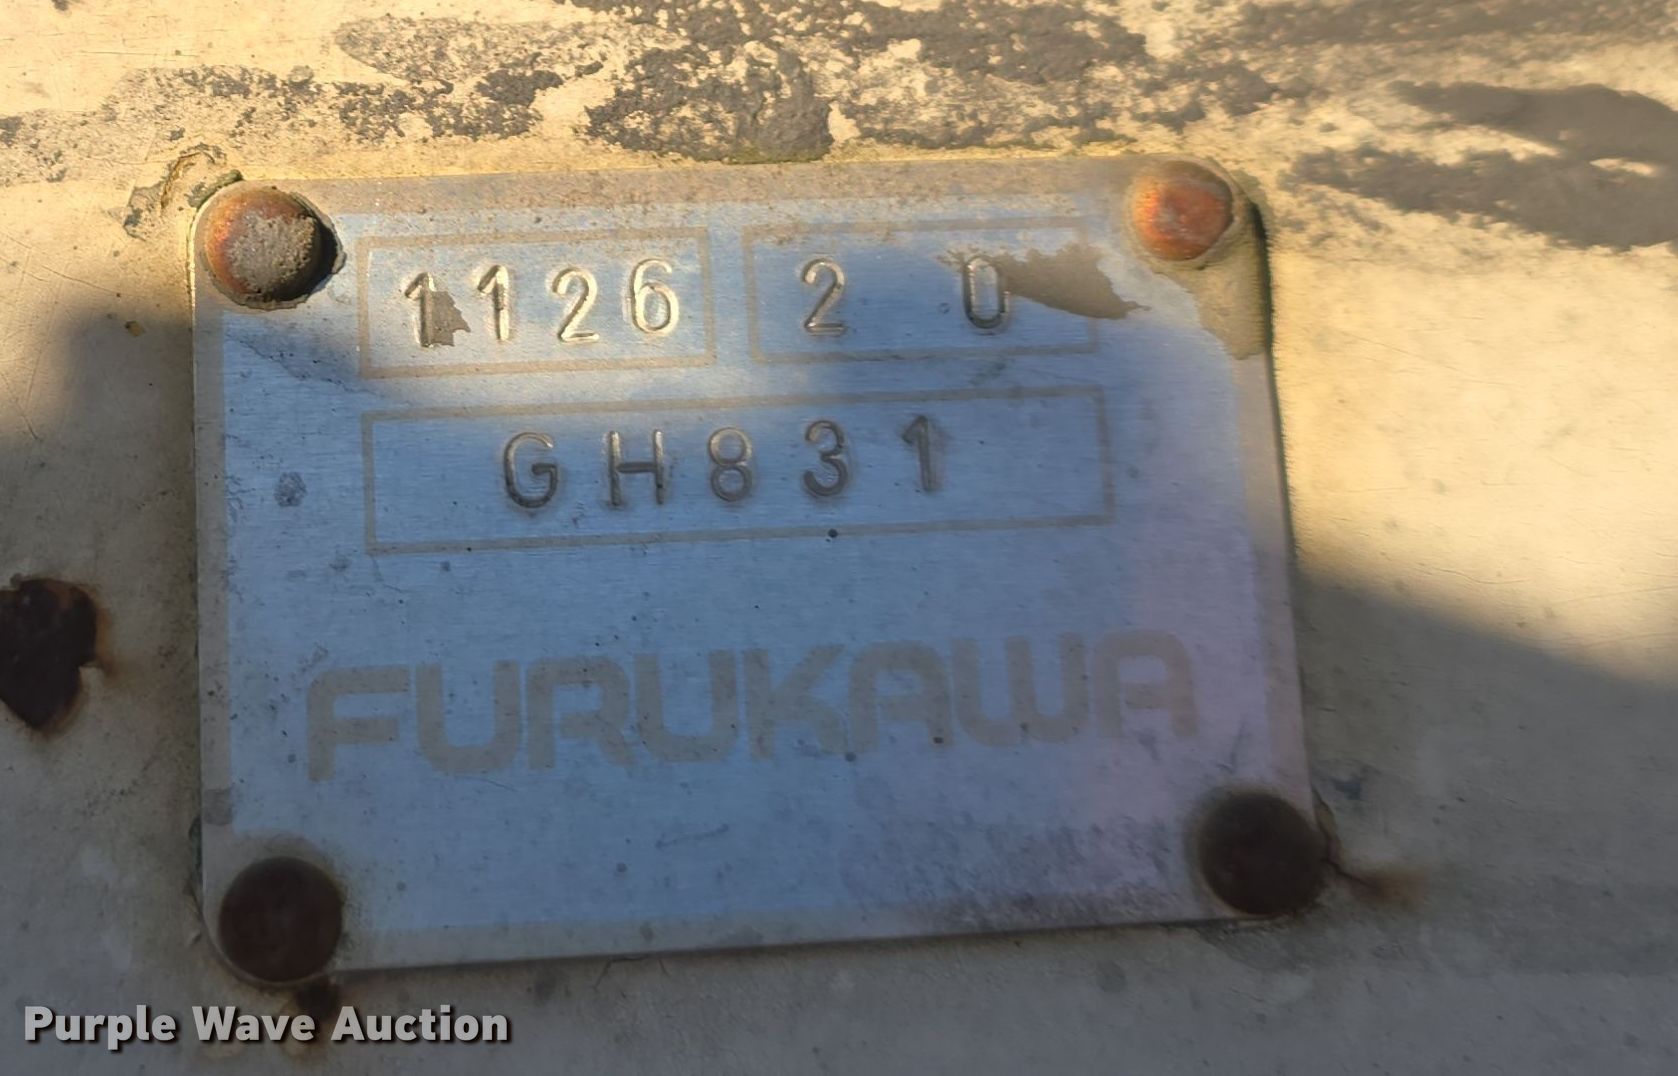 1126 2 0
GH831
FURUKAWA
Purple Wave Auction